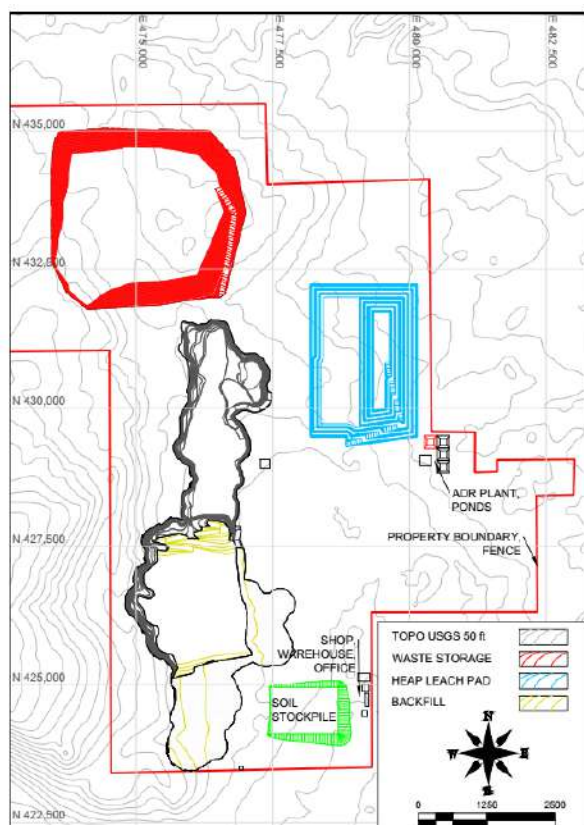 E 475,000
E 477,500
E 480,000
E 482,500
N 435,000
N 432,500
N 430,000
N 427,500
N 425,000
N 422,500
ADR PLANT,
PONDS
PROPERTY BOUNDARY,
FENCE
SHOP,
WAREHOUSE,
OFFICE
SOIL
STOCKPILE
TOPO USGS 50 ft
WASTE STORAGE
HEAP LEACH PAD
BACKFILL
N
W E
S
0 1250 2500